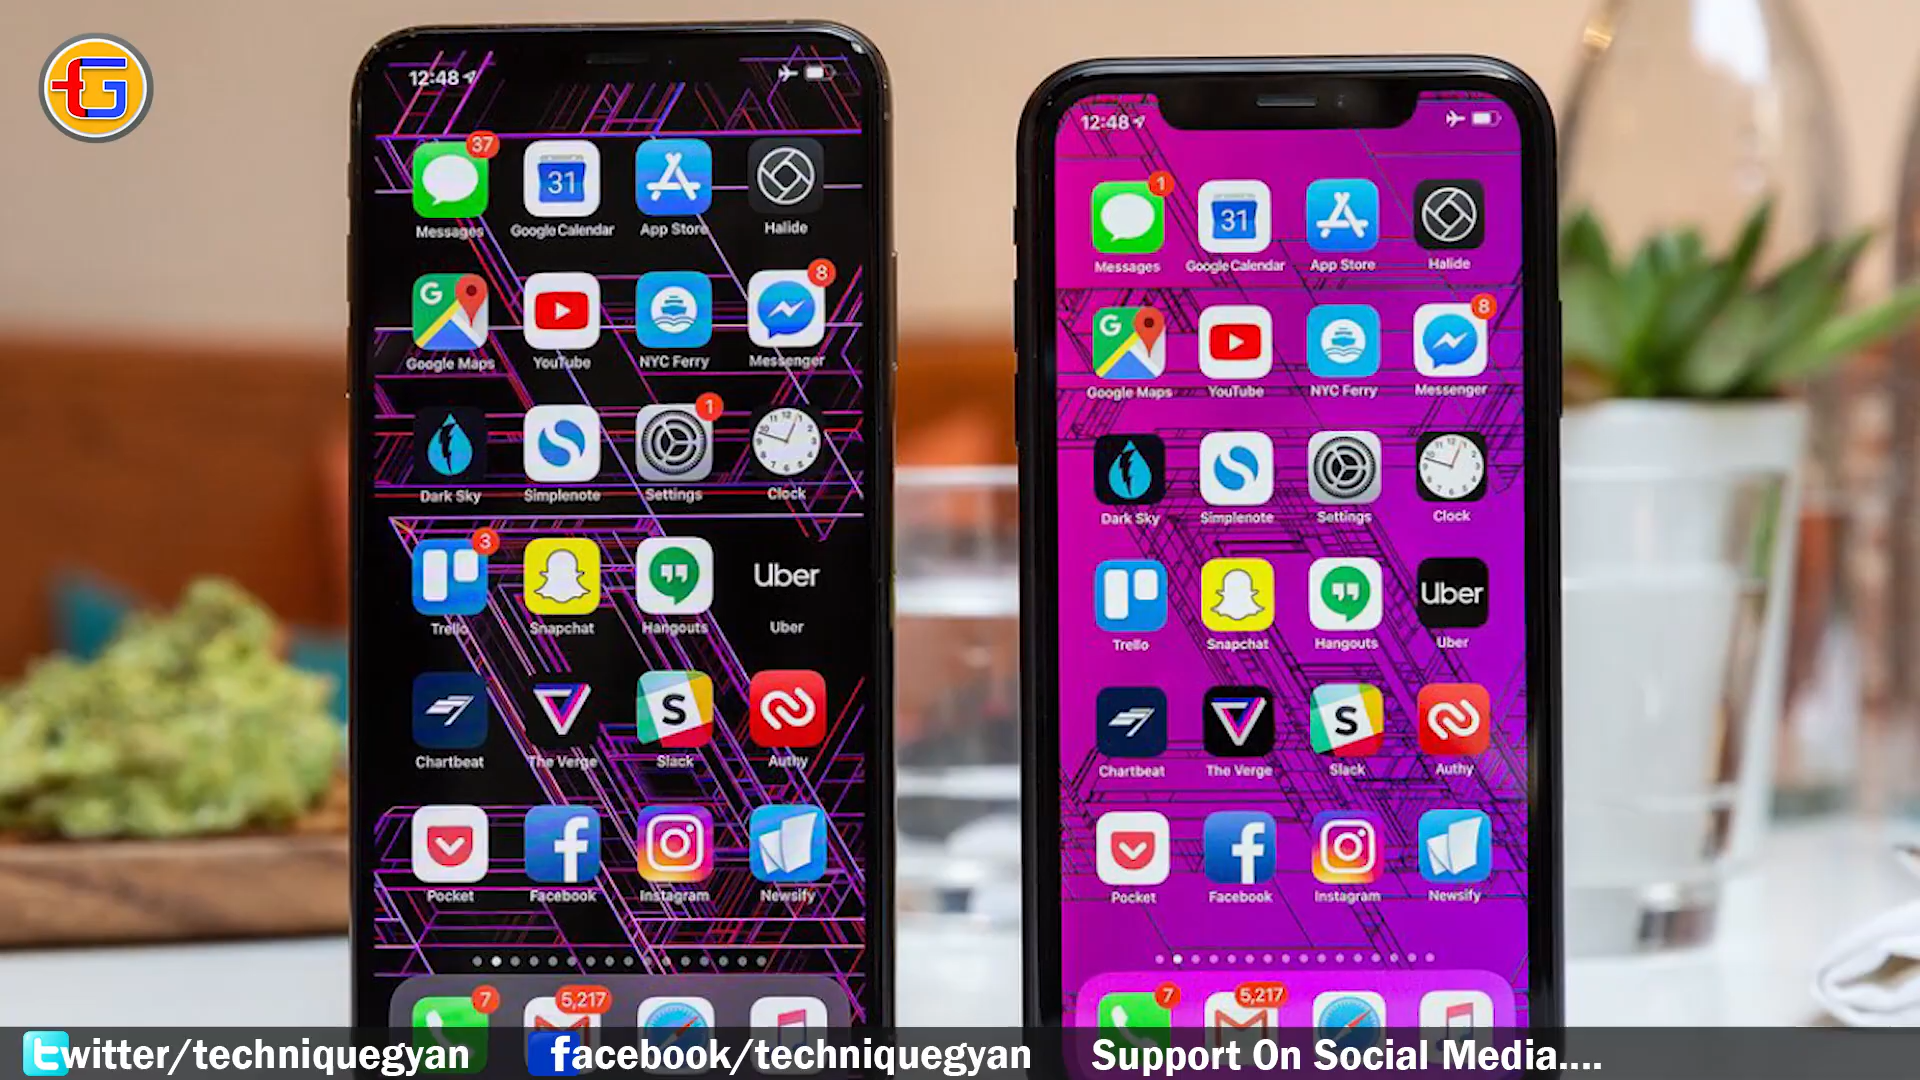 tG
12:48
37
31
Messages Google Calendar App Store Halide
G
8
Google Maps YouTube NYC Ferry Messenger
1
Dark Sky Simplenote Settings Clock
3
Uber
Trello Snapchat Hangouts Uber
S
Chartbeat The Verge Slack Authy
f
Pocket Facebook Instagram Newsify
7 5,217
12:48
1
31
Messages Google Calendar App Store Halide
G
8
Google Maps YouTube NYC Ferry Messenger
Dark Sky Simplenote Settings Clock
Uber
Trello Snapchat Hangouts Uber
S
Chartbeat The Verge Slack Authy
f
Pocket Facebook Instagram Newsify
7 5,217
twitter/techniquegyan facebook/techniquegyan Support On Social Media....